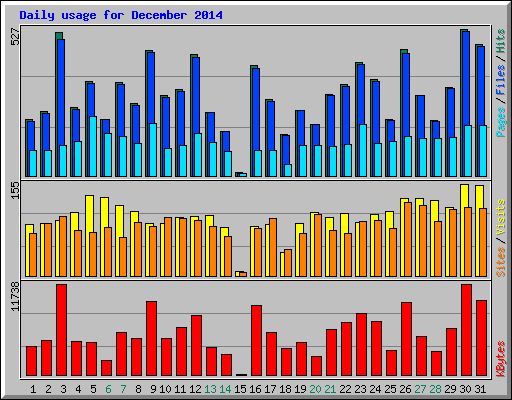 Daily usage for December 2014
527
Pages / Files / Hits
155
Sites / Visits
11738
KBytes
1 2 3 4 5 6 7 8 9 10 11 12 13 14 15 16 17 18 19 20 21 22 23 24 25 26 27 28 29 30 31